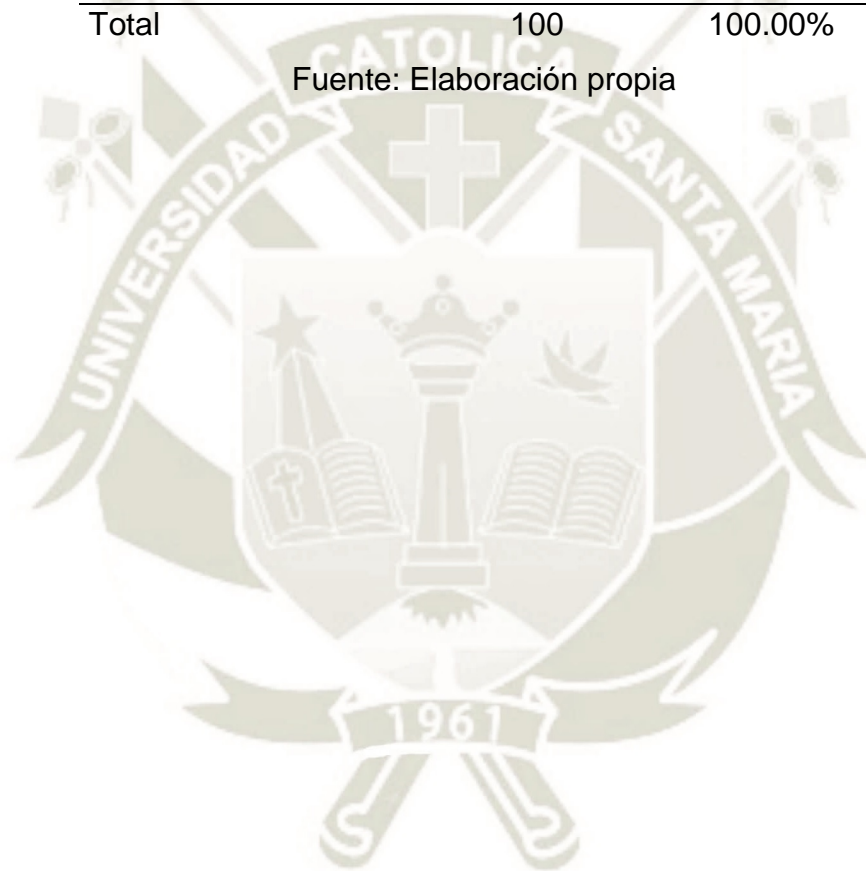 Total 100 100.00%
CATOLICA
Fuente: Elaboración propia
UNIVERSIDAD
SANTA MARIA
1961